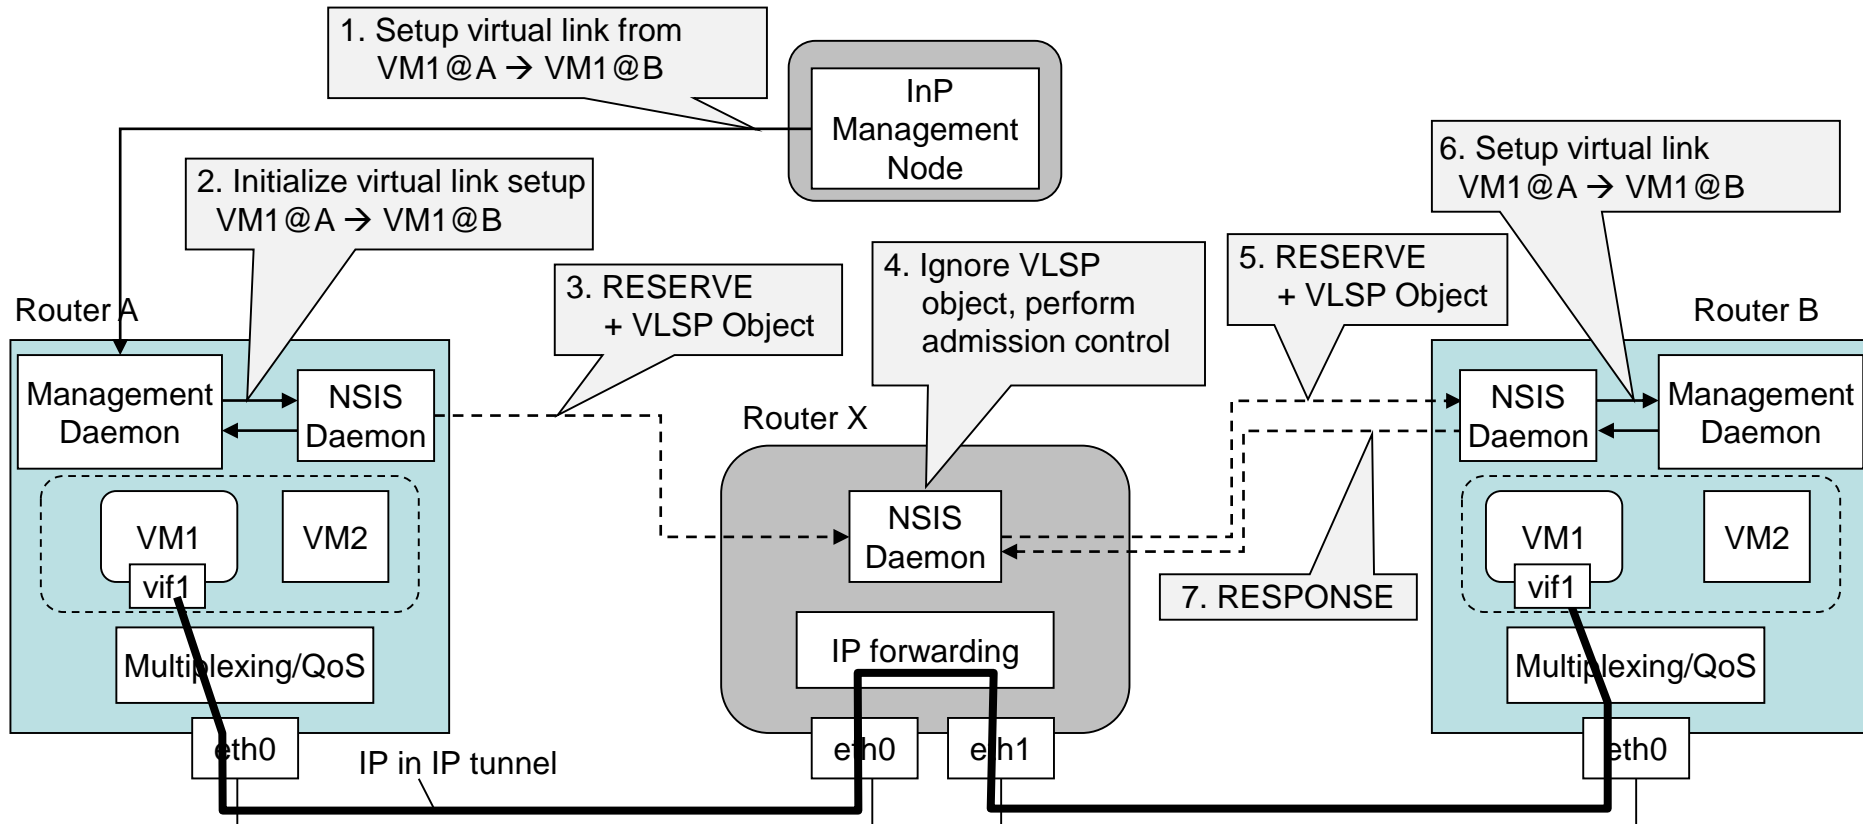 1. Setup virtual link from
VM1@A → VM1@B
InP
Management
Node
2. Initialize virtual link setup
VM1@A → VM1@B
3. RESERVE
+ VLSP Object
4. Ignore VLSP
object, perform
admission control
5. RESERVE
+ VLSP Object
6. Setup virtual link
VM1@A → VM1@B
7. RESPONSE
Router A
Management
Daemon
NSIS
Daemon
VM1
vif1
VM2
Multiplexing/QoS
eth0
IP in IP tunnel
Router X
NSIS
Daemon
IP forwarding
eth0
eth1
Router B
NSIS
Daemon
Management
Daemon
VM1
vif1
VM2
Multiplexing/QoS
eth0